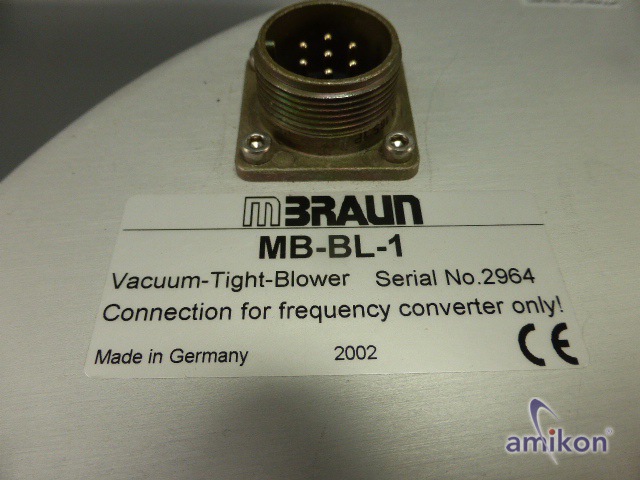 mBRAUN
MB-BL-1
Vacuum-Tight-Blower Serial No.2964
Connection for frequency converter only!
Made in Germany 2002 CE
amikon